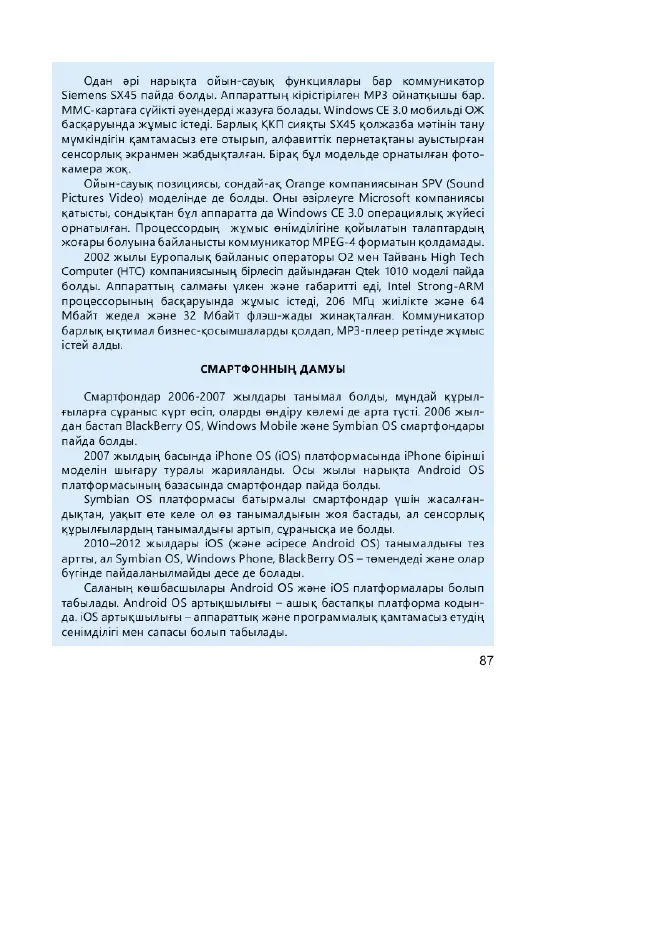 Одан әрі нарықта ойын-сауық функциялары бар коммуникатор
Siemens SX45 пайда болды. Аппараттың кірістірілген МР3 ойнатқышы бар.
ММС-картаға сүйікті әуендерді жазуға болады. Windows CE 3.0 мобильді ОЖ
басқаруында жұмыс істеді. Барлық ҚКП сияқты SX45 қолжазба мәтінін тану
мүмкіндігін қамтамасыз ете отырып, алфавиттік пернетақтаны ауыстырған
сенсорлық экранмен жабдықталған. Бірақ бұл модельде орнатылған фото-
камера жоқ.
Ойын-сауық позициясы, сондай-ақ Orange компаниясынан SPV (Sound
Pictures Video) моделінде де болды. Оны әзірлеуге Microsoft компаниясы
қатысты, сондықтан бұл аппаратта да Windows CE 3.0 операциялық жүйесі
орнатылған. Процессордың жұмыс өнімділігіне қойылатын талаптардың
жоғары болуына байланысты коммуникатор MPEG-4 форматын қолдамады.
2002 жылы Еуропалық байланыс операторы О2 мен Тайвань High Tech
Computer (HTC) компаниясының бірлесіп дайындаған Qtek 1010 моделі пайда
болды. Аппараттың салмағы үлкен және габаритті еді, Intel Strong-ARM
процессорының басқаруында жұмыс істеді, 206 МГц жиілікте және 64
Мбайт жедел және 32 Мбайт флэш-жады жинақталған. Коммуникатор
барлық ықтимал бизнес-қосымшаларды қолдап, МР3-плеер ретінде жұмыс
істей алды.
СМАРТФОННЫҢ ДАМУЫ
Смартфондар 2006-2007 жылдары танымал болды, мұндай құрыл-
ғыларға сұраныс күрт өсіп, оларды өндіру көлемі де арта түсті. 2006 жыл-
дан бастап BlackBerry OS, Windows Mobile және Symbian OS смартфондары
пайда болды.
2007 жылдың басында iPhone OS (iOS) платформасында iPhone бірінші
моделін шығару туралы жарияланды. Осы жылы нарықта Android OS
платформасының базасында смартфондар пайда болды.
Symbian OS платформасы батырмалы смартфондар үшін жасалған-
дықтан, уақыт өте келе ол өз танымалдығын жоя бастады, ал сенсорлық
құрылғылардың танымалдығы артып, сұранысқа ие болды.
2010–2012 жылдары iOS (және әсіресе Android OS) танымалдығы тез
артты, ал Symbian OS, Windows Phone, BlackBerry OS – төмендеді және олар
бүгінде пайдаланылмайды десе де болады.
Саланың көшбасшылары Android OS және iOS платформалары болып
табылады. Android OS артықшылығы – ашық бастапқы платформа кодын-
да. iOS артықшылығы – аппараттық және программалық қамтамасыз етудің
сенімділігі мен сапасы болып табылады.
87